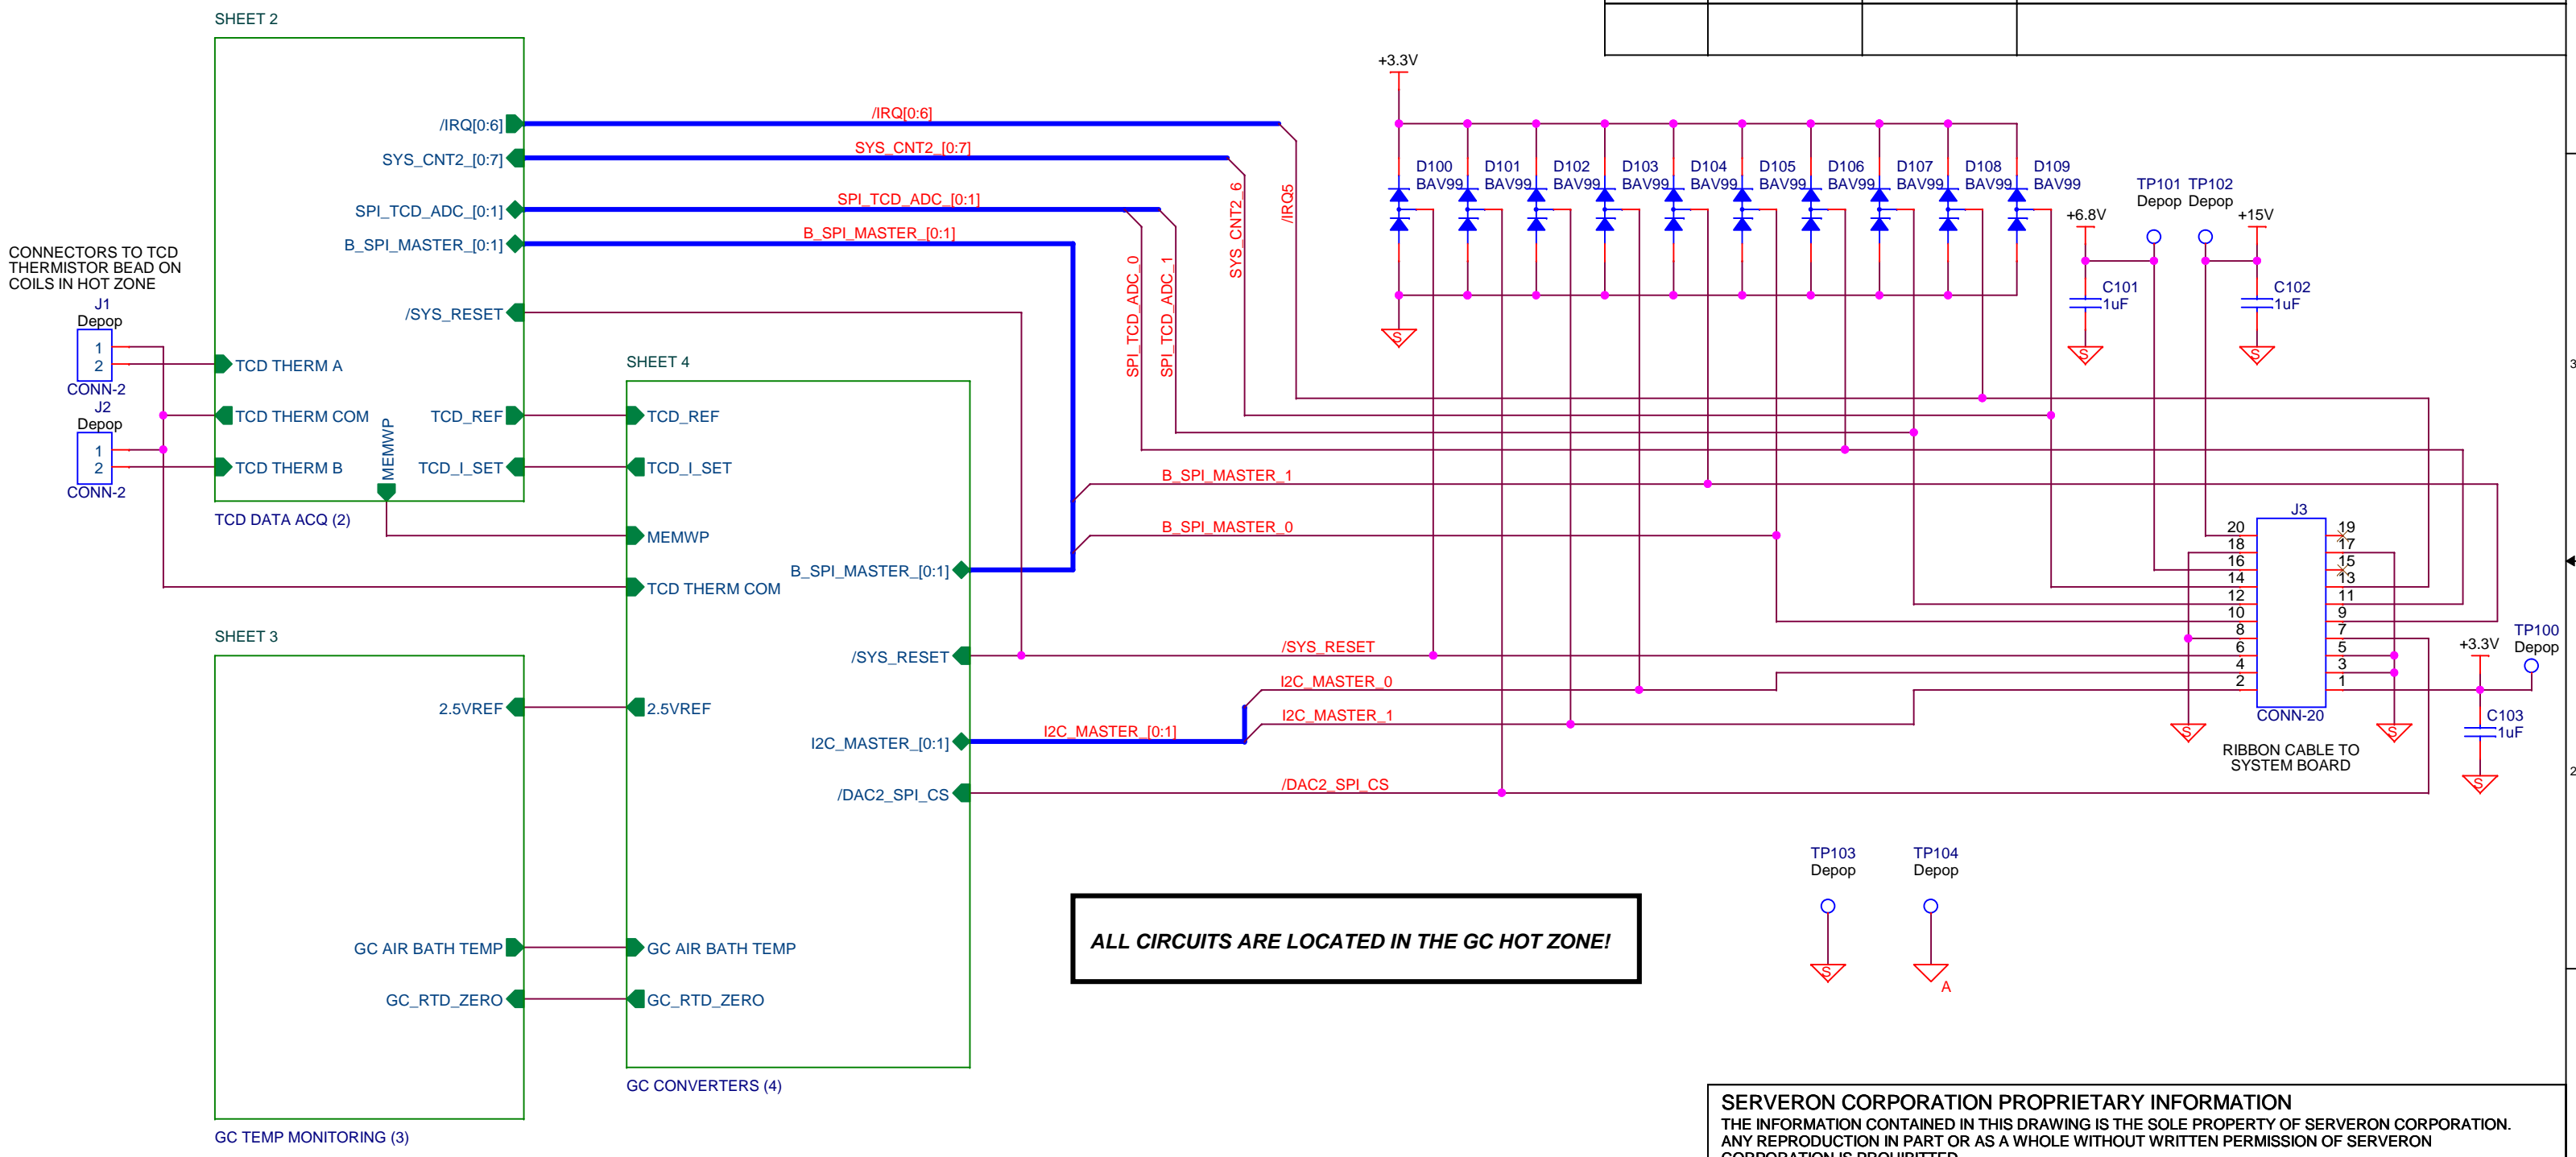 SHEET 2
/IRQ[0:6]
SYS_CNT2_[0:7]
SPI_TCD_ADC_[0:1]
B_SPI_MASTER_[0:1]
/SYS_RESET
TCD THERM A
TCD THERM COM
TCD_REF
TCD THERM B
TCD_I_SET
MEMWP
TCD DATA ACQ (2)
CONNECTORS TO TCD
THERMISTOR BEAD ON
COILS IN HOT ZONE
J1
Depop
1
2
CONN-2
J2
Depop
1
2
CONN-2
/IRQ[0:6]
SYS_CNT2_[0:7]
SPI_TCD_ADC_[0:1]
B_SPI_MASTER_[0:1]
SPI_TCD_ADC_0
SPI_TCD_ADC_1
SYS_CNT2_6
/IRQ5
SHEET 4
TCD_REF
TCD_I_SET
MEMWP
TCD THERM COM
B_SPI_MASTER_[0:1]
/SYS_RESET
2.5VREF
I2C_MASTER_[0:1]
/DAC2_SPI_CS
GC AIR BATH TEMP
GC_RTD_ZERO
GC CONVERTERS (4)
SHEET 3
2.5VREF
GC AIR BATH TEMP
GC_RTD_ZERO
GC TEMP MONITORING (3)
B_SPI_MASTER_1
B_SPI_MASTER_0
/SYS_RESET
I2C_MASTER_0
I2C_MASTER_1
I2C_MASTER_[0:1]
/DAC2_SPI_CS
+3.3V
D100
BAV99
D101
BAV99
D102
BAV99
D103
BAV99
D104
BAV99
D105
BAV99
D106
BAV99
D107
BAV99
D108
BAV99
D109
BAV99
S
TP101
Depop
TP102
Depop
+6.8V
+15V
C101
1uF
C102
1uF
S
S
J3
20 19
18 17
16 15
14 13
12 11
10 9
8 7
6 5
4 3
2 1
CONN-20
S
S
RIBBON CABLE TO
SYSTEM BOARD
+3.3V
TP100
Depop
C103
1uF
S
3
2
TP103
Depop
S
TP104
Depop
A
ALL CIRCUITS ARE LOCATED IN THE GC HOT ZONE!
SERVERON CORPORATION PROPRIETARY INFORMATION
THE INFORMATION CONTAINED IN THIS DRAWING IS THE SOLE PROPERTY OF SERVERON CORPORATION.
ANY REPRODUCTION IN PART OR AS A WHOLE WITHOUT WRITTEN PERMISSION OF SERVERON
CORPORATION IS PROHIBITTED